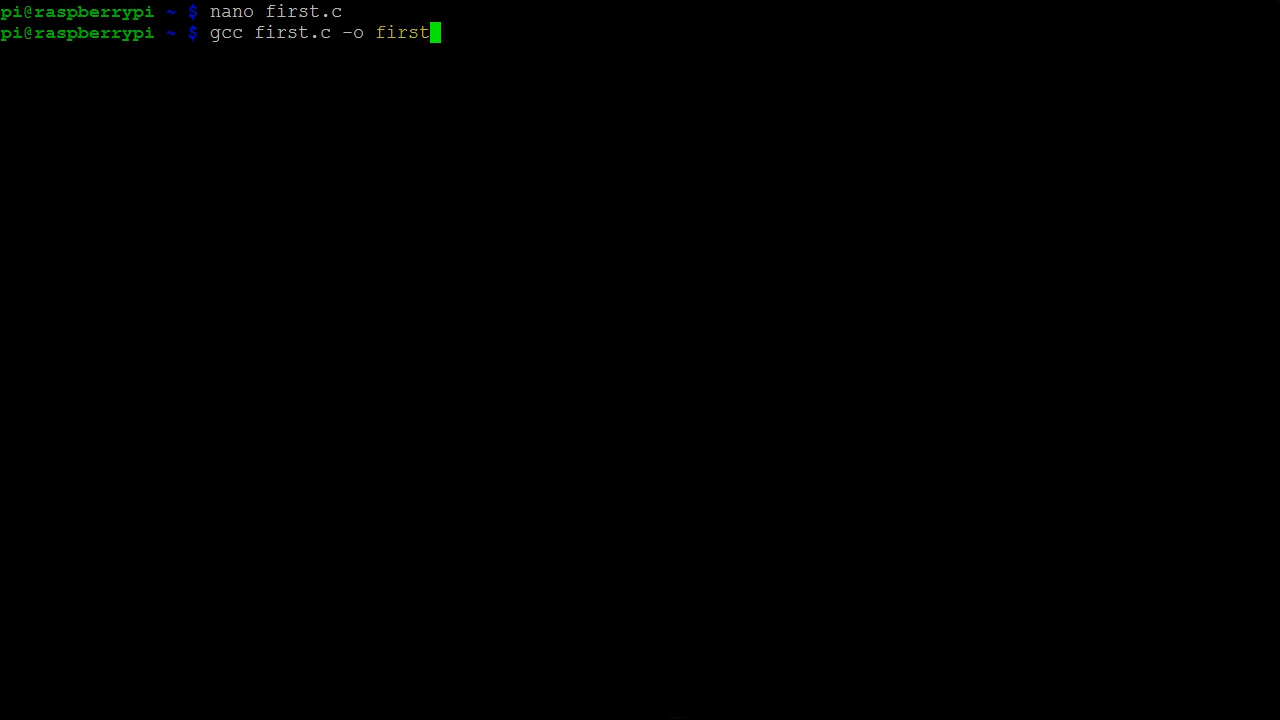 pi@raspberrypi ~ $ nano first.c
pi@raspberrypi ~ $ gcc first.c -o first